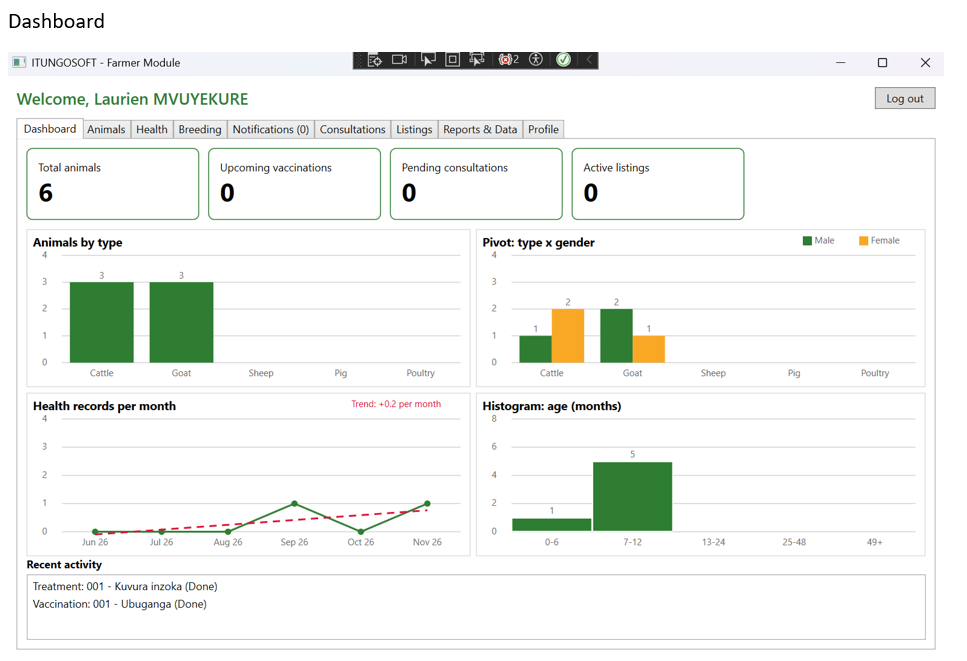 Dashboard
ITUNGOSOFT - Farmer Module
2
Welcome, Laurien MVUYEKURE
Log out
Dashboard Animals Health Breeding Notifications (0) Consultations Listings Reports & Data Profile
Total animals
6
Upcoming vaccinations
0
Pending consultations
0
Active listings
0
Animals by type
4
3
2
1
0
3 3
Cattle Goat Sheep Pig Poultry
Pivot: type x gender
Male Female
4
3
2
1
0
1 2 2 1
Cattle Goat Sheep Pig Poultry
Health records per month
Trend: +0.2 per month
4
3
2
1
0
Jun 26 Jul 26 Aug 26 Sep 26 Oct 26 Nov 26
Histogram: age (months)
8
6
4
2
0
1 5
0-6 7-12 13-24 25-48 49+
Recent activity
Treatment: 001 - Kuvura inzoka (Done)
Vaccination: 001 - Ubuganga (Done)